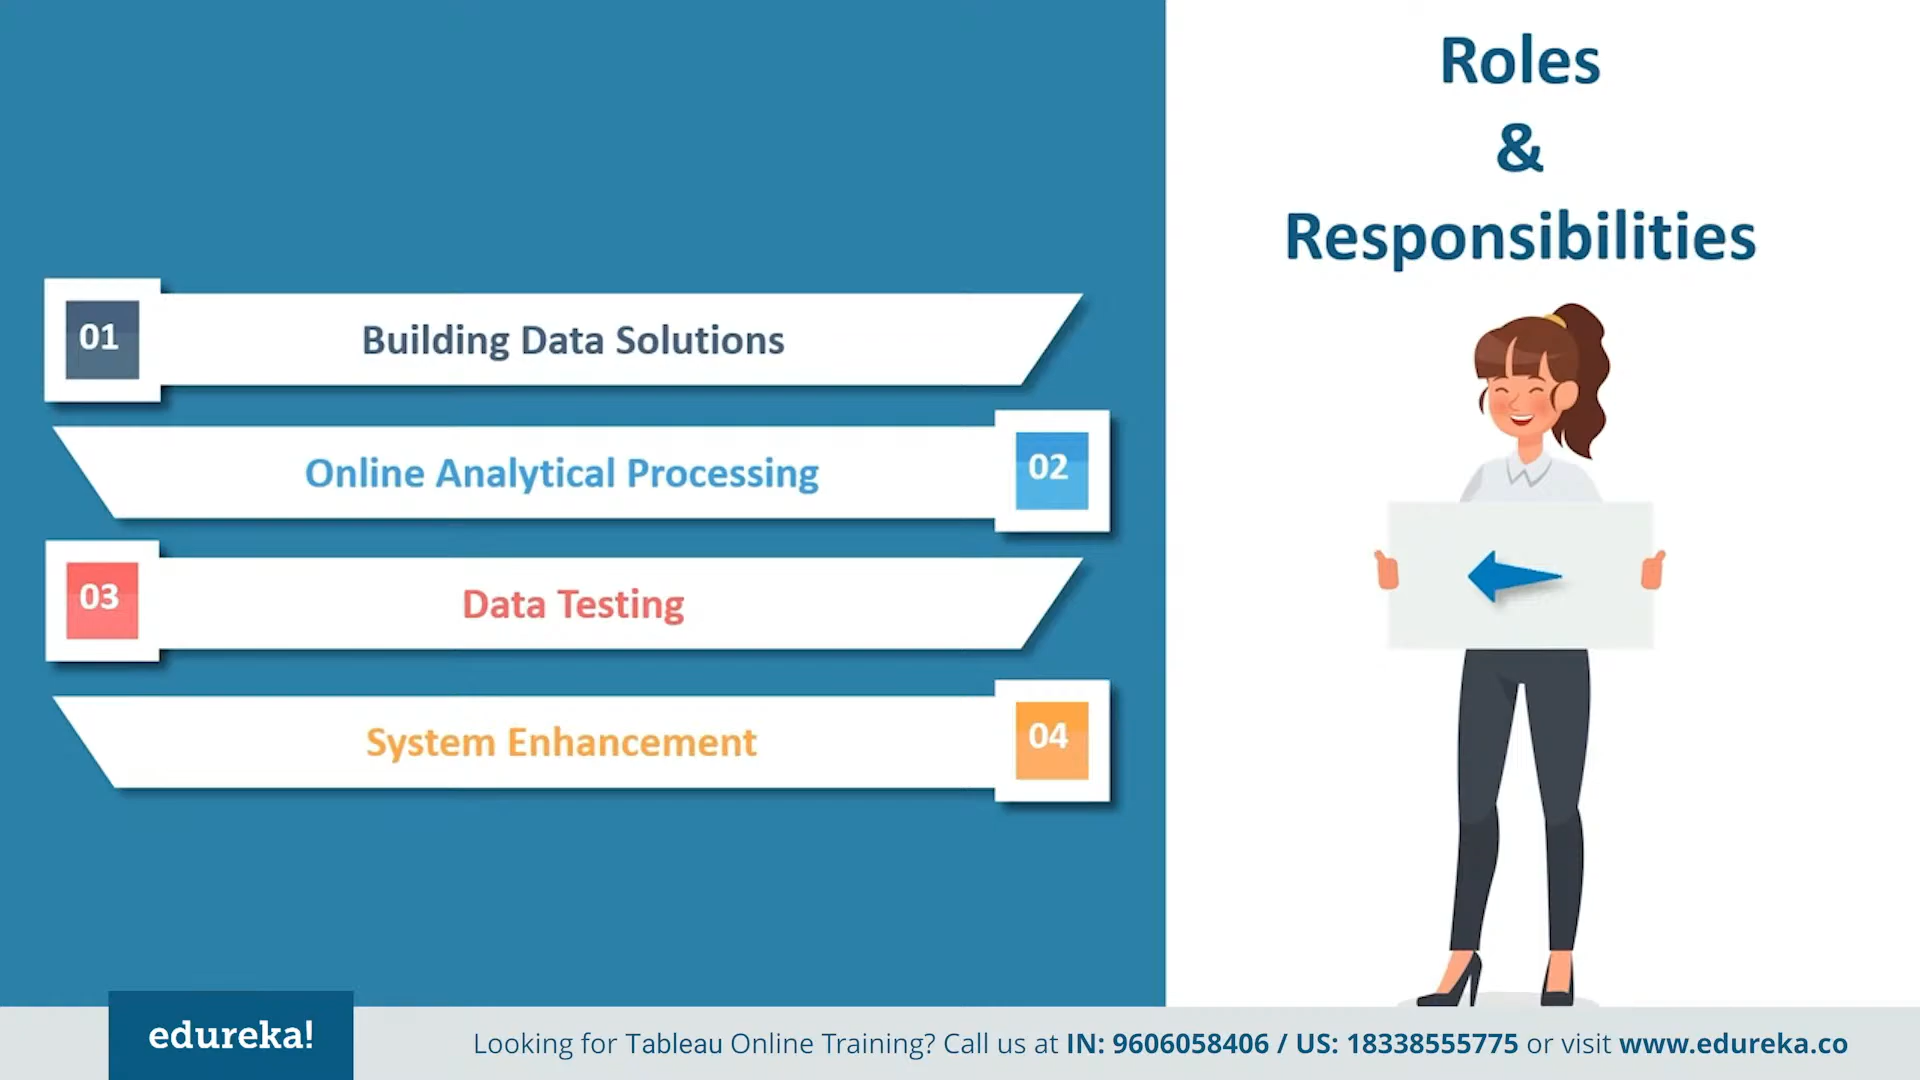 Roles
&
Responsibilities
01
Building Data Solutions
Online Analytical Processing
02
03
Data Testing
System Enhancement
04
edureka!
Looking for Tableau Online Training? Call us at IN: 9606058406 / US: 18338555775 or visit www.edureka.co